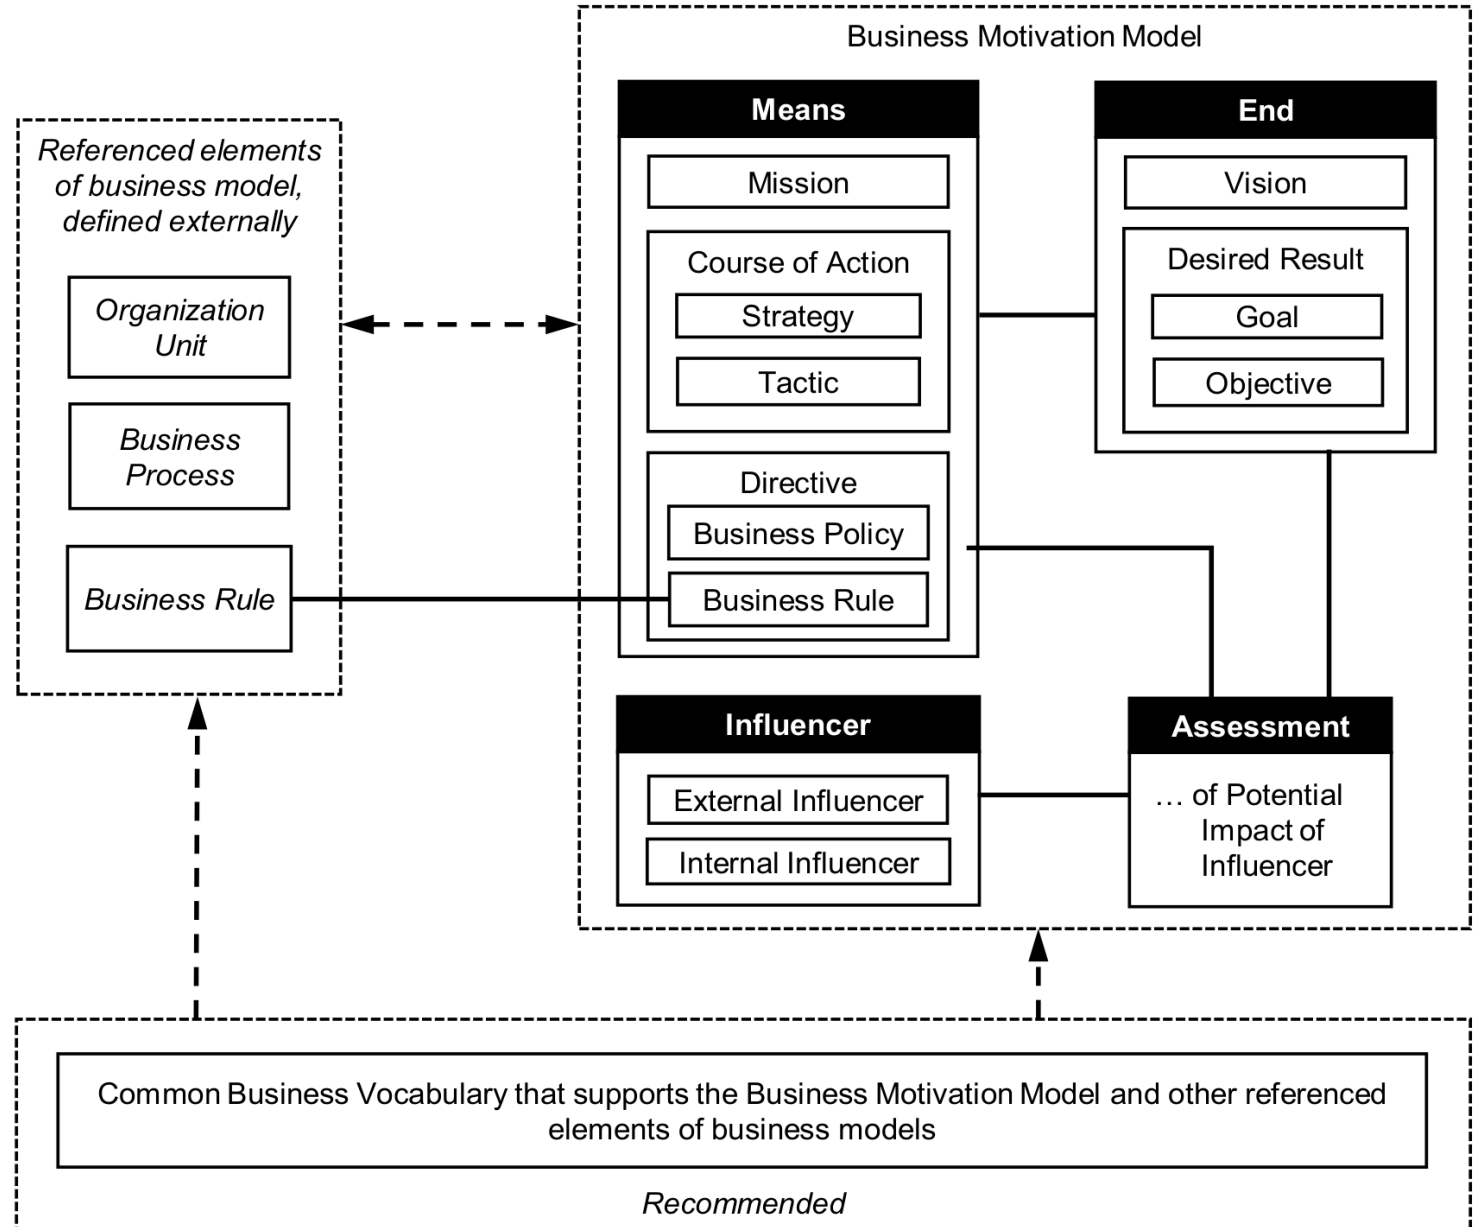 Business Motivation Model
Referenced elements
of business model,
defined externally
Organization
Unit
Business
Process
Business Rule
Means
Mission
Course of Action
Strategy
Tactic
Directive
Business Policy
Business Rule
End
Vision
Desired Result
Goal
Objective
Influencer
External Influencer
Internal Influencer
Assessment
… of Potential
Impact of
Influencer
Common Business Vocabulary that supports the Business Motivation Model and other referenced
elements of business models
Recommended